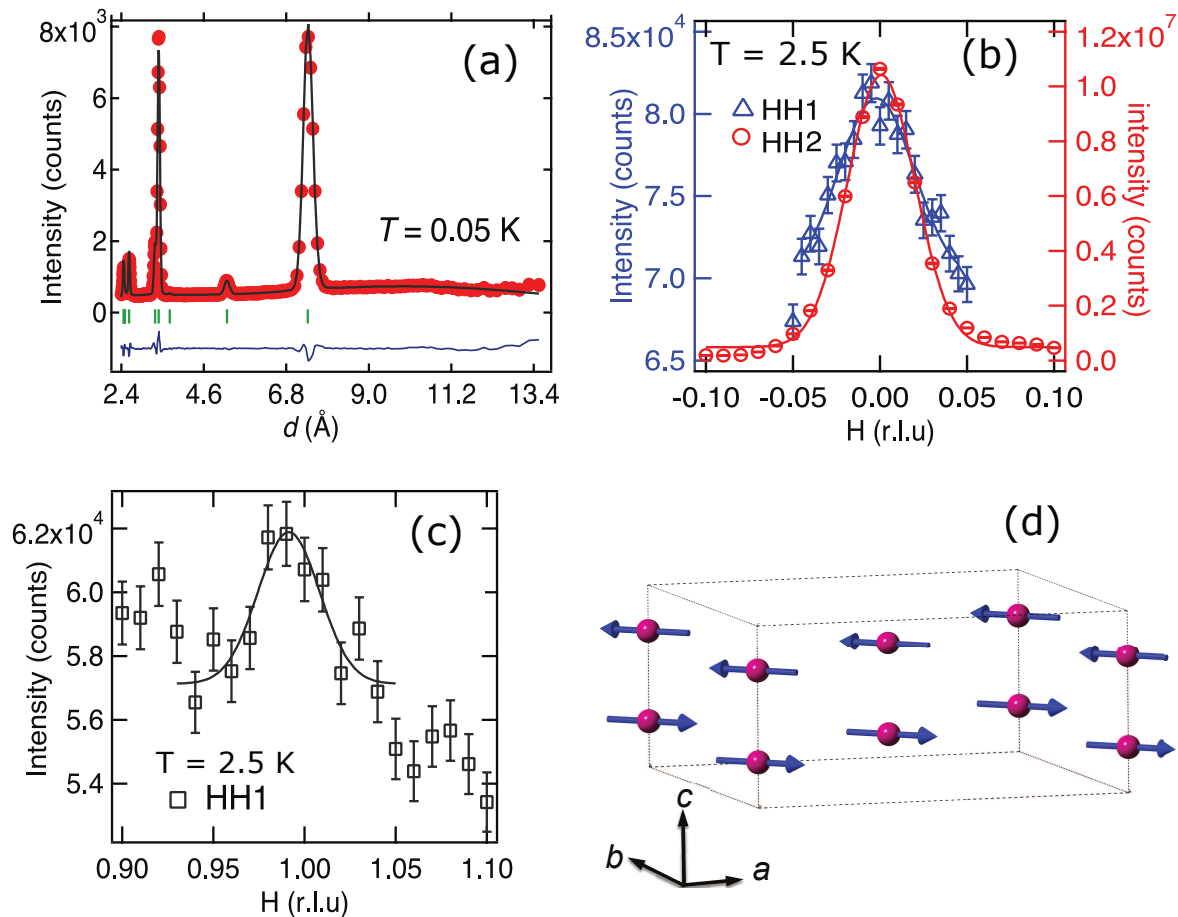 8x10³
(a)
6
4
2
0
T = 0.05 K
Intensity (counts)
2.4 4.6 6.8 9.0 11.2 13.4
d (Å)
8.5x10⁴
8.0
7.5
7.0
6.5
Intensity (counts)
T = 2.5 K
(b)
HH1
HH2
1.2x10⁷
1.0
0.8
0.6
0.4
0.2
0.0
intensity (counts)
-0.10 -0.05 0.00 0.05 0.10
H (r.l.u)
6.2x10⁴
6.0
5.8
5.6
5.4
Intensity (counts)
(c)
T = 2.5 K
HH1
0.90 0.95 1.00 1.05 1.10
H (r.l.u)
(d)
c
b
a